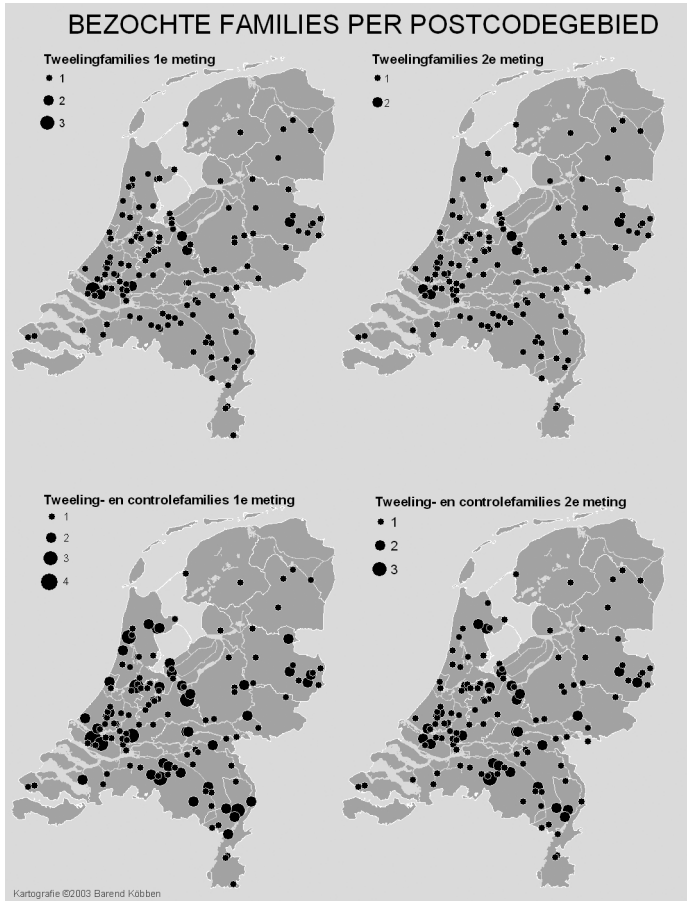 BEZOCHTE FAMILIES PER POSTCODEGEBIED
Tweelingfamilies 1e meting
1
2
3
Tweelingfamilies 2e meting
1
2
Tweeling- en controlefamilies 1e meting
1
2
3
4
Tweeling- en controlefamilies 2e meting
1
2
3
Kartografie ©2003 Barend Köbben